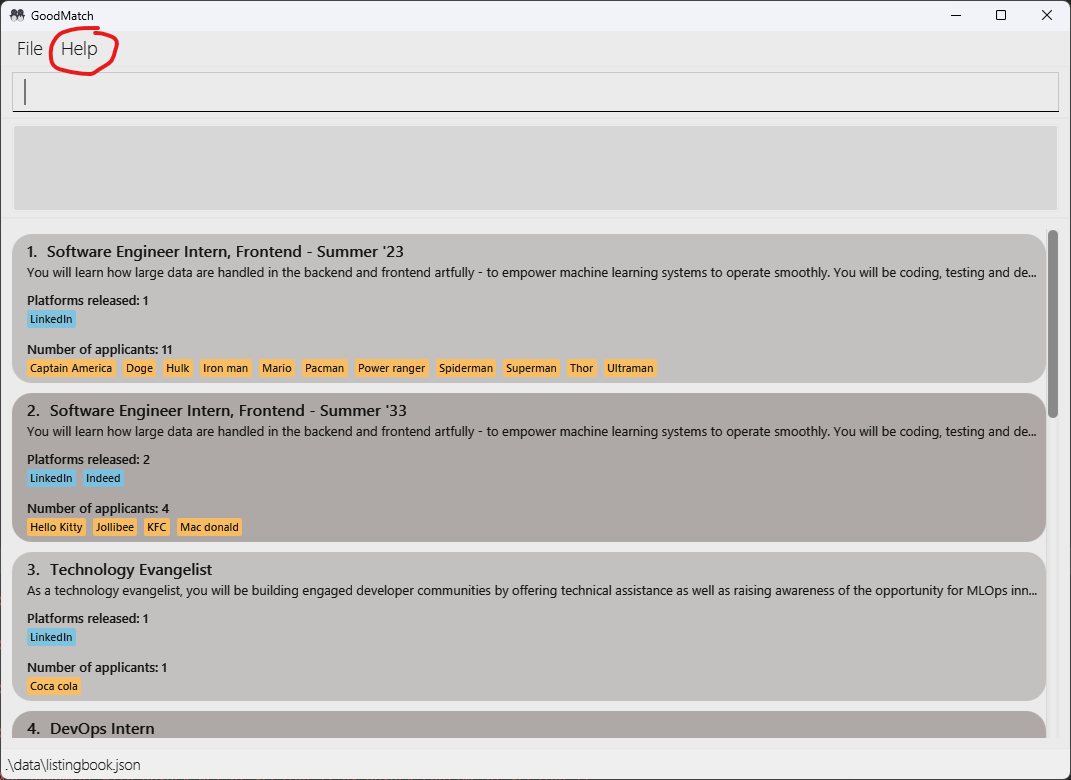 GoodMatch
File Help
1. Software Engineer Intern, Frontend - Summer '23
You will learn how large data are handled in the backend and frontend artfully - to empower machine learning systems to operate smoothly. You will be coding, testing and de...
Platforms released: 1
LinkedIn
Number of applicants: 11
Captain America Doge Hulk Iron man Mario Pacman Power ranger Spiderman Superman Thor Ultraman
2. Software Engineer Intern, Frontend - Summer '33
You will learn how large data are handled in the backend and frontend artfully - to empower machine learning systems to operate smoothly. You will be coding, testing and de...
Platforms released: 2
LinkedIn Indeed
Number of applicants: 4
Hello Kitty Jollibee KFC Mac donald
3. Technology Evangelist
As a technology evangelist, you will be building engaged developer communities by offering technical assistance as well as raising awareness of the opportunity for MLOps inn...
Platforms released: 1
LinkedIn
Number of applicants: 1
Coca cola
4. DevOps Intern
.\data\listingbook.json